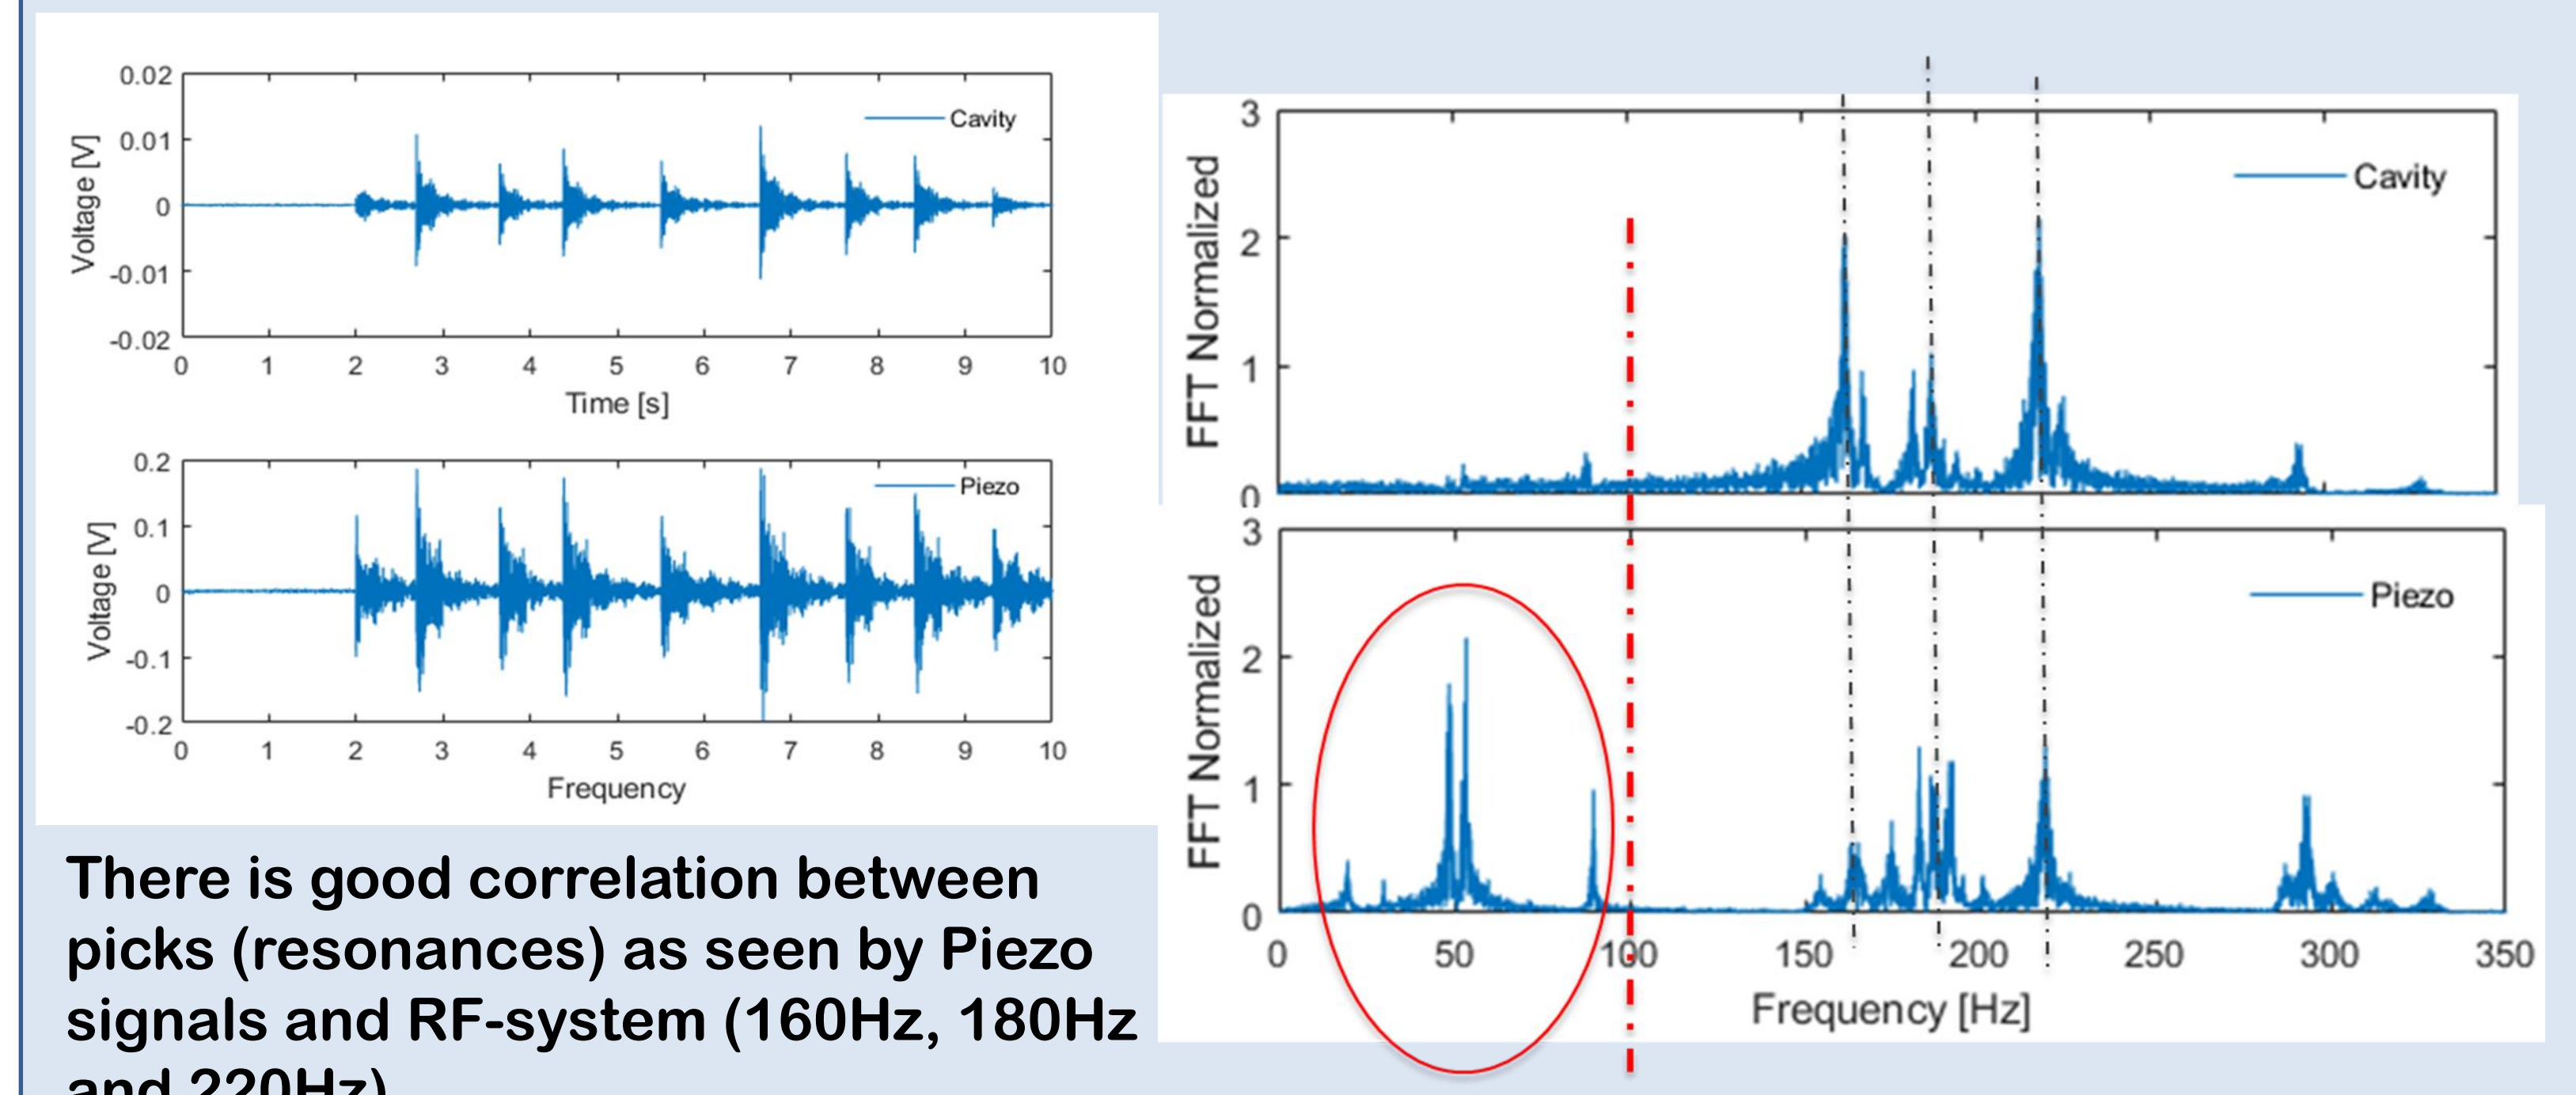 0.02
0.01
0
-0.01
-0.02
Voltage [V]
Cavity
0 1 2 3 4 5 6 7 8 9 10
Time [s]
0.2
0.1
0
-0.1
-0.2
Voltage [V]
Piezo
0 1 2 3 4 5 6 7 8 9 10
Frequency
There is good correlation between
picks (resonances) as seen by Piezo
signals and RF-system (160Hz, 180Hz
and 220Hz)
3
2
1
0
FFT Normalized
Cavity
3
2
1
0
FFT Normalized
Piezo
0 50 100 150 200 250 300 350
Frequency [Hz]